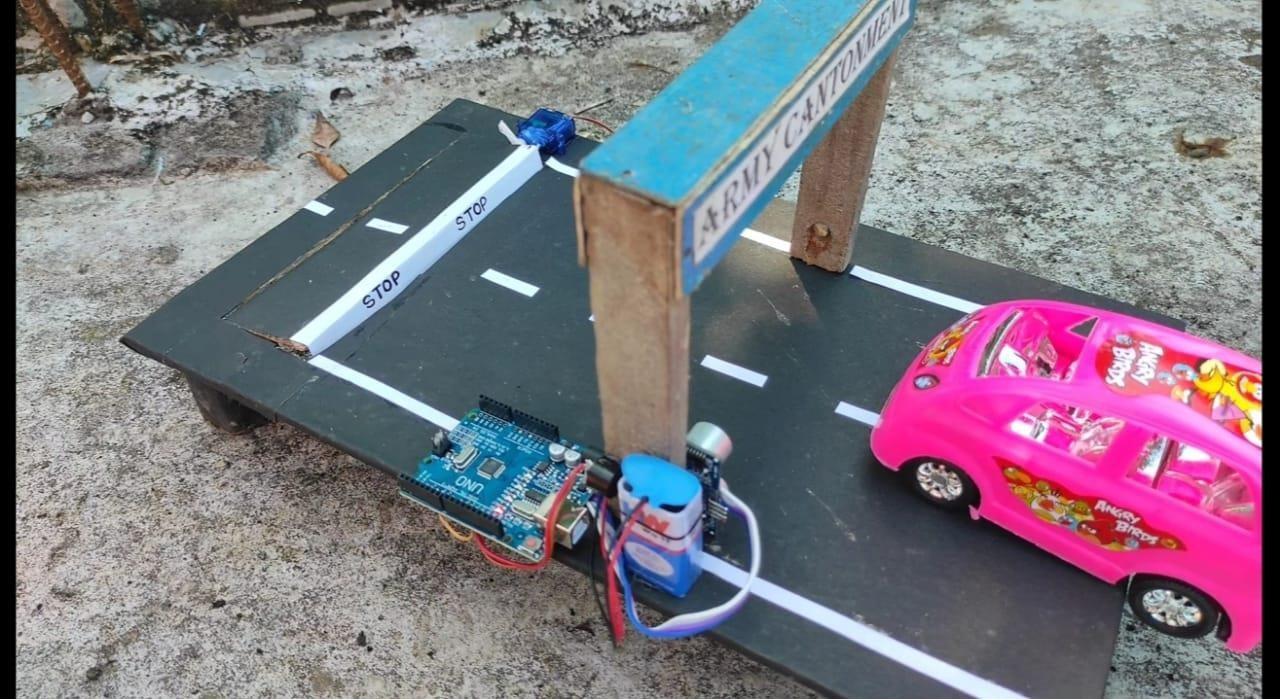 ARMY CANTONMENT
STOP
STOP
UNO
ANGRY
BIRDS
ANGRY
BIRDS